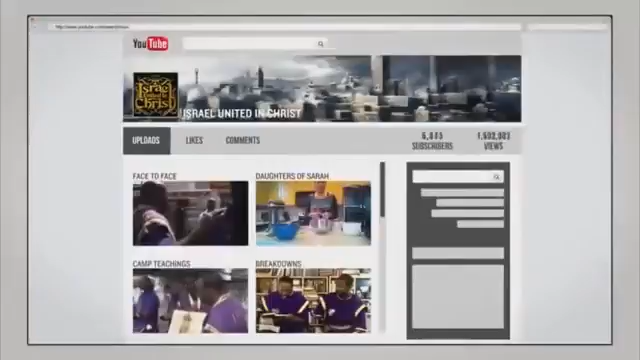 YouTube
Israel
United In
Christ
ISRAEL UNITED IN CHRIST
UPLOADS LIKES COMMENTS
SUBSCRIBERS VIEWS
FACE TO FACE DAUGHTERS OF SARAH
CAMP TEACHINGS BREAKDOWNS